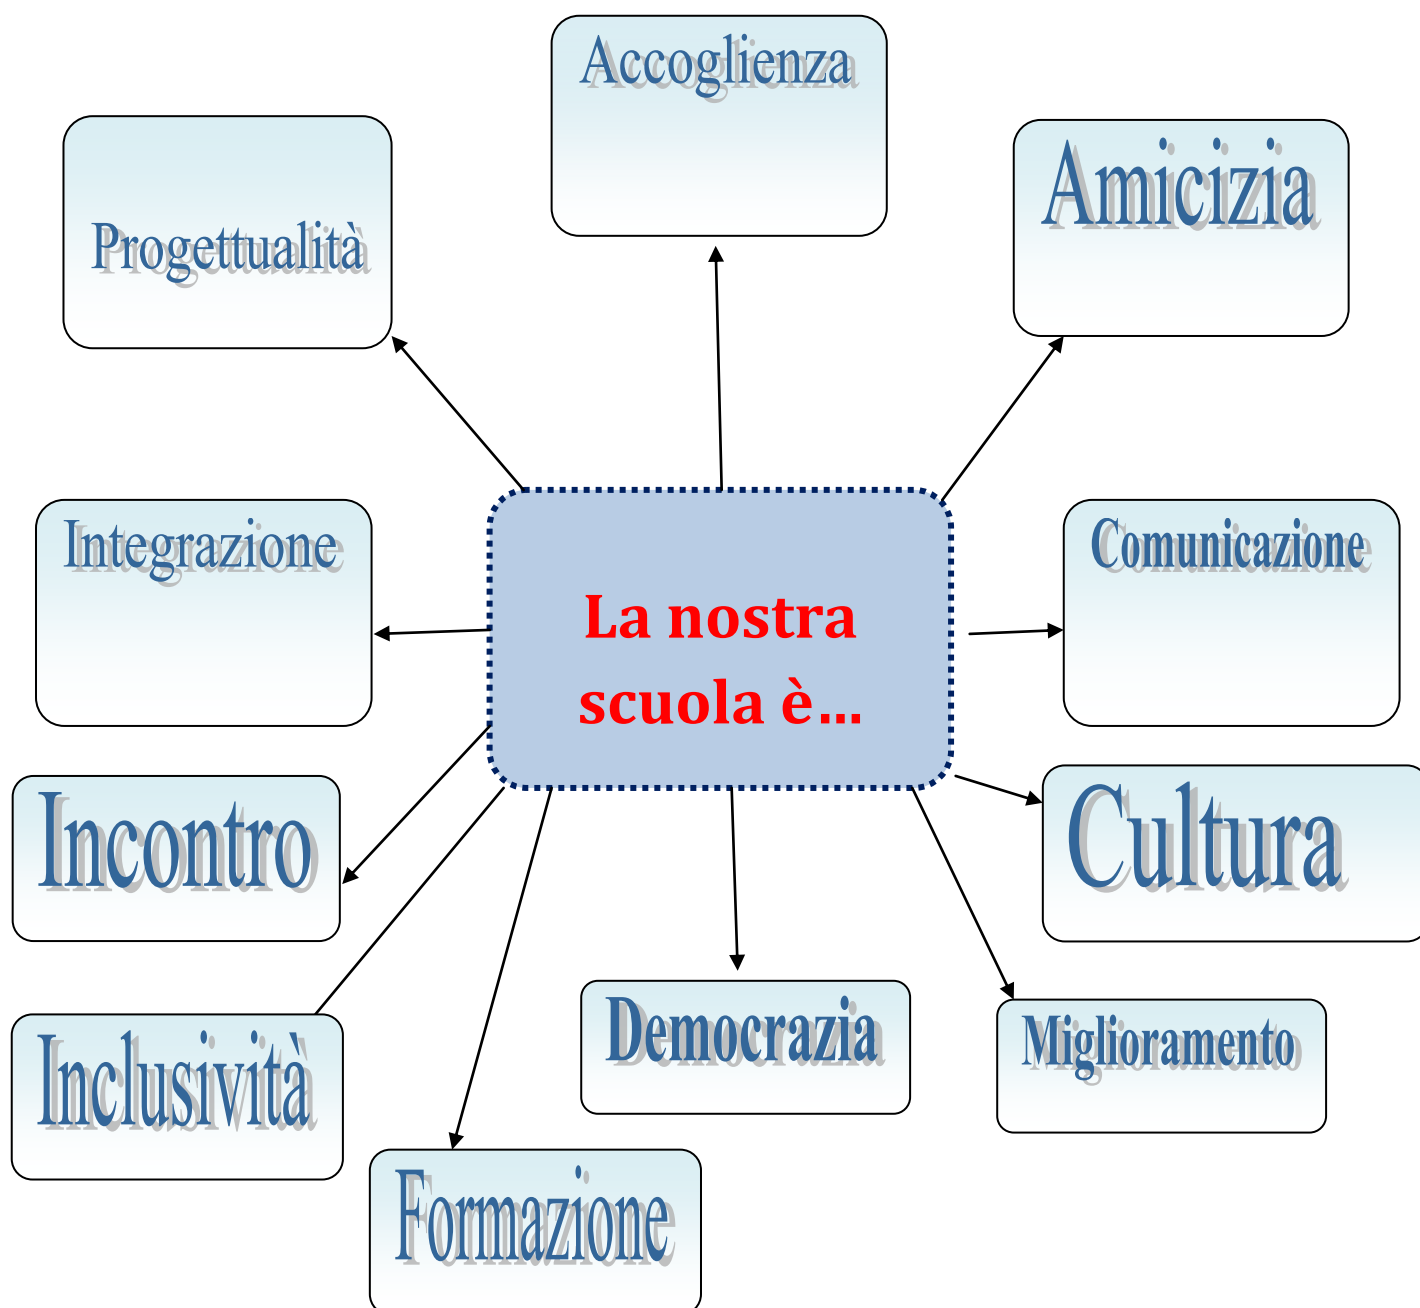 Accoglienza
Amicizia
Progettualità
Integrazione
Comunicazione
La nostra
scuola è...
Incontro
Cultura
Democrazia
Miglioramento
Inclusività
Formazione